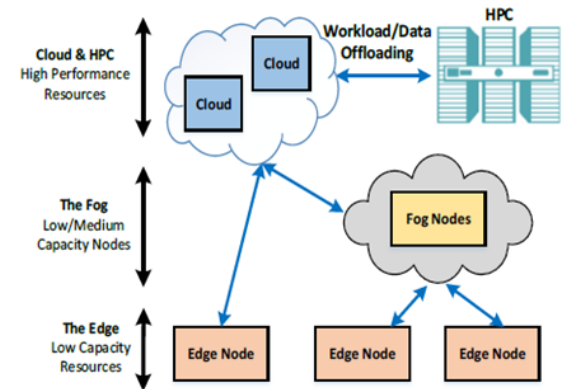 Cloud & HPC
High Performance
Resources
Cloud
Cloud
Workload/Data
Offloading
HPC
The Fog
Low/Medium
Capacity Nodes
Fog Nodes
The Edge
Low Capacity
Resources
Edge Node
Edge Node
Edge Node